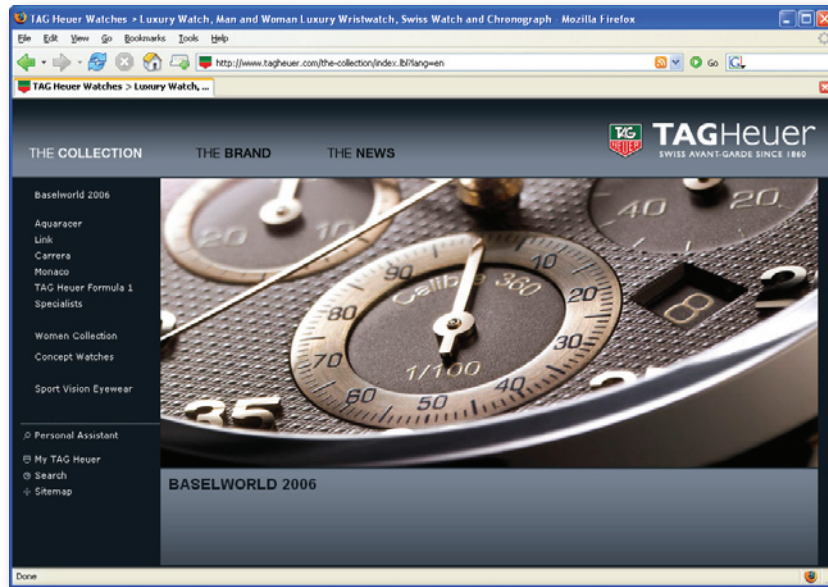 TAG Heuer Watches > Luxury Watch, Man and Woman Luxury Wristwatch, Swiss Watch and Chronograph - Mozilla Firefox
File Edit View Go Bookmarks Tools Help
http://www.tagheuer.com/the-collection/index.lbl?lang=en
Go
G
TAG Heuer Watches > Luxury Watch, ...
THE COLLECTION
THE BRAND
THE NEWS
TAG
HEUER
TAGHeuer
SWISS AVANT-GARDE SINCE 1860
Baselworld 2006
Aquaracer
Link
Carrera
Monaco
TAG Heuer Formula 1
Specialists
Women Collection
Concept Watches
Sport Vision Eyewear
Personal Assistant
My TAG Heuer
Search
Sitemap
20 10
40 20
Calibre 360
1/100
10
20
30
40
50
60
70
80
90
8
35
BASELWORLD 2006
Done